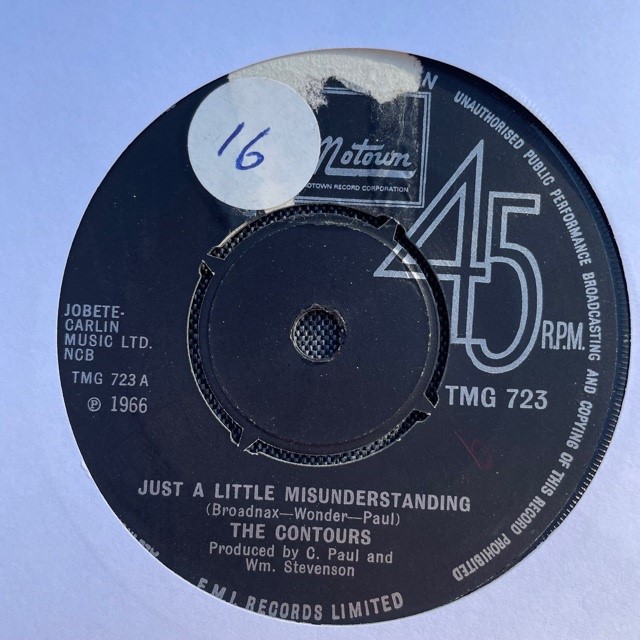 16
Motown
MOTOWN RECORD CORPORATION
UNAUTHORISED PUBLIC PERFORMANCE BROADCASTING AND COPYING OF THIS RECORD PROHIBITED
45
R.P.M.
JOBETE-
CARLIN
MUSIC LTD.
NCB
TMG 723 A
℗ 1966
TMG 723
JUST A LITTLE MISUNDERSTANDING
(Broadnax—Wonder—Paul)
THE CONTOURS
Produced by C. Paul and
Wm. Stevenson
E.M.I. RECORDS LIMITED